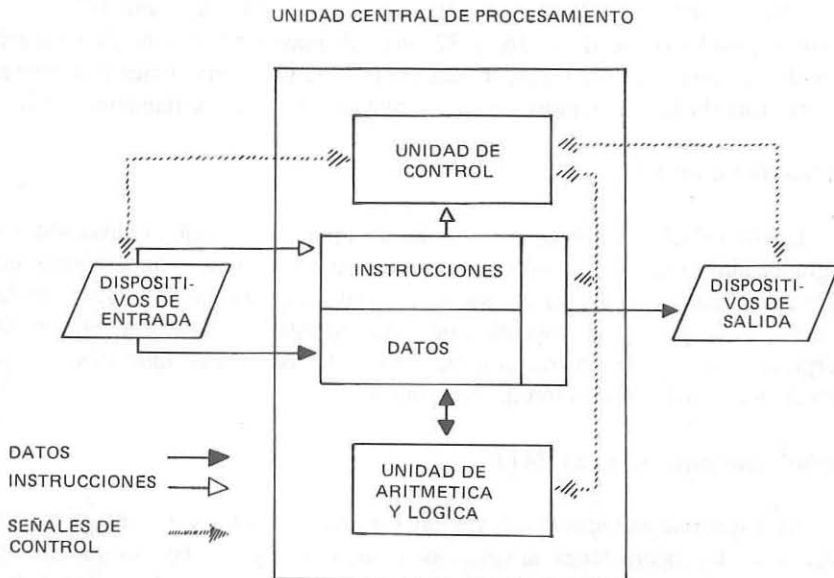 UNIDAD CENTRAL DE PROCESAMIENTO
UNIDAD DE
CONTROL
INSTRUCCIONES
DATOS
DISPOSITI-
VOS DE
ENTRADA
DISPOSITI-
VOS DE
SALIDA
UNIDAD DE
ARITMETICA
Y LOGICA
DATOS
INSTRUCCIONES
SEÑALES DE
CONTROL